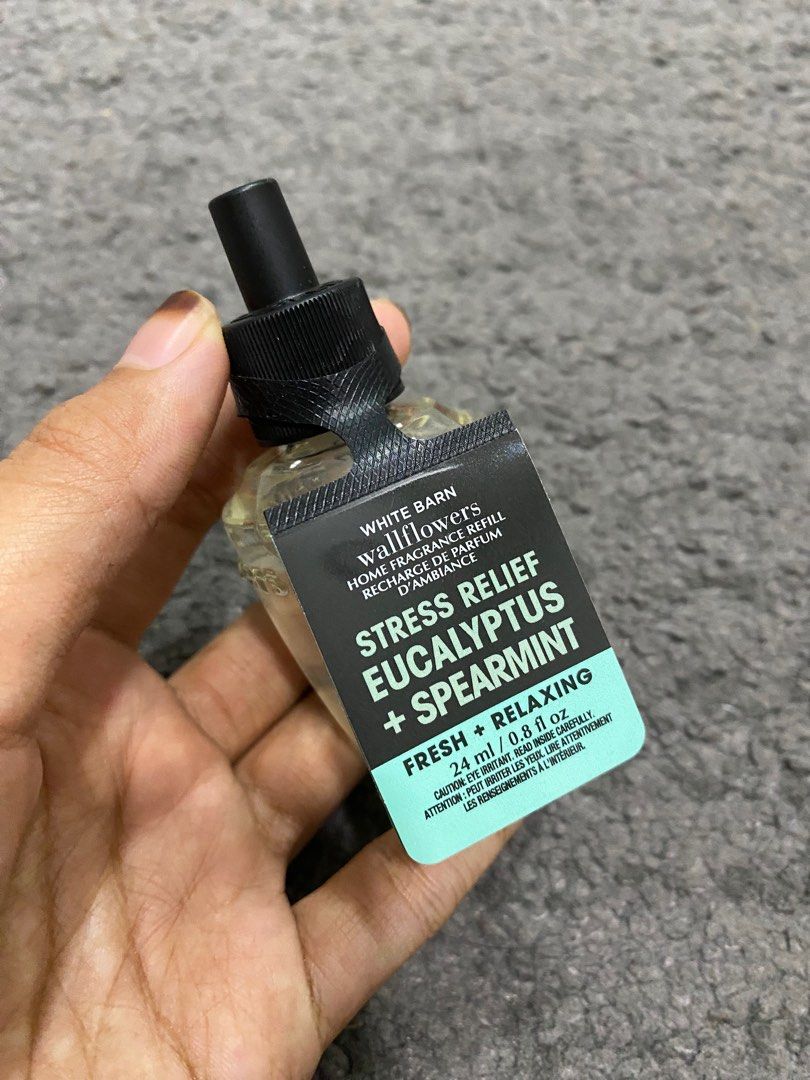 WHITE BARN
wallflowers
HOME FRAGRANCE REFILL
RECHARGE DE PARFUM
D'AMBIANCE
STRESS RELIEF
EUCALYPTUS
+ SPEARMINT
FRESH + RELAXING
24 ml / 0.8 fl oz
CAUTION: EYE IRRITANT. READ INSIDE CAREFULLY.
ATTENTION : PEUT IRRITER LES YEUX. LIRE ATTENTIVEMENT
LES RENSEIGNEMENTS À L'INTÉRIEUR.